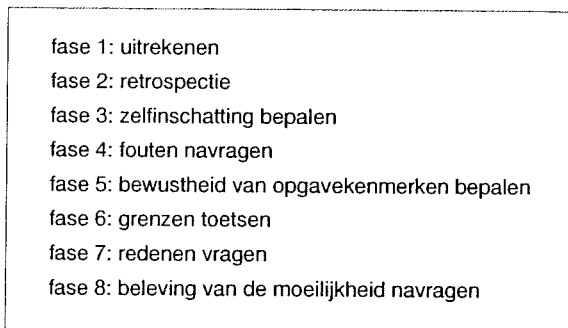 fase 1: uitrekenen
fase 2: retrospectie
fase 3: zelfinschatting bepalen
fase 4: fouten navragen
fase 5: bewustheid van opgavekenmerken bepalen
fase 6: grenzen toetsen
fase 7: redenen vragen
fase 8: beleving van de moeilijkheid navragen